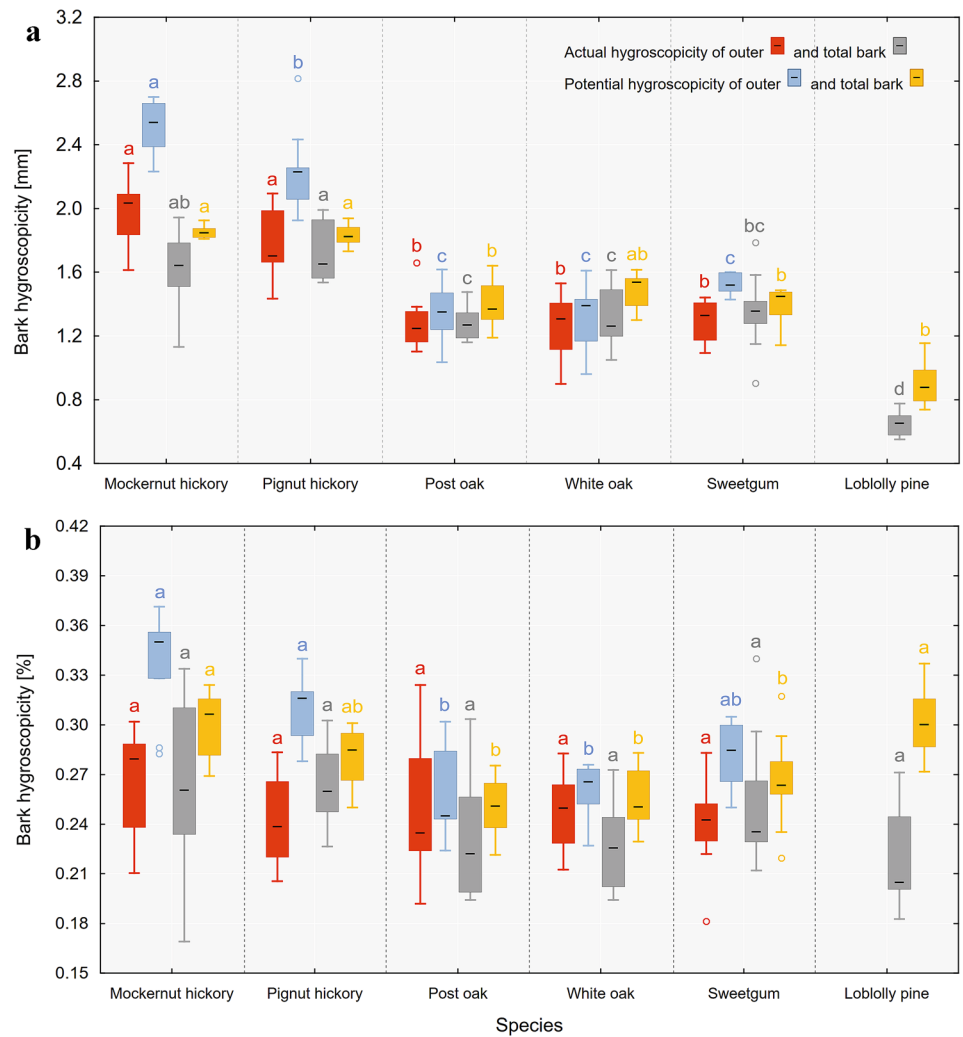 a
3.2
2.8
2.4
2.0
1.6
1.2
0.8
0.4
Bark hygroscopicity [mm]
Actual hygroscopicity of outer and total bark
Potential hygroscopicity of outer and total bark
a a ab a
a b a a
b c c b
b c c ab
b c bc b
d b
Mockernut hickory Pignut hickory Post oak White oak Sweetgum Loblolly pine
b
0.42
0.39
0.36
0.33
0.30
0.27
0.24
0.21
0.18
0.15
Bark hygroscopicity [%]
a a a a
a a a ab
a b a b
a b a b
a ab a b
a a
Mockernut hickory Pignut hickory Post oak White oak Sweetgum Loblolly pine
Species